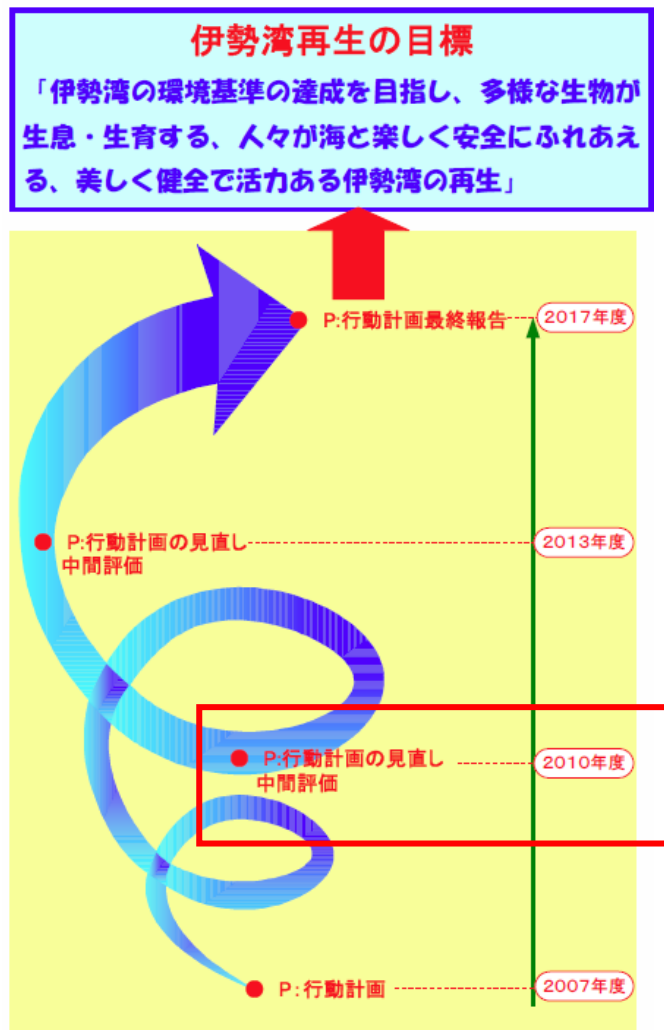 伊勢湾再生の目標
「伊勢湾の環境基準の達成を目指し、多様な生物が
生息・生育する、人々が海と楽しく安全にふれあえ
る、美しく健全で活力ある伊勢湾の再生」
P:行動計画最終報告
2017年度
P:行動計画の見直し
中間評価
2013年度
P:行動計画の見直し
中間評価
2010年度
P:行動計画
2007年度